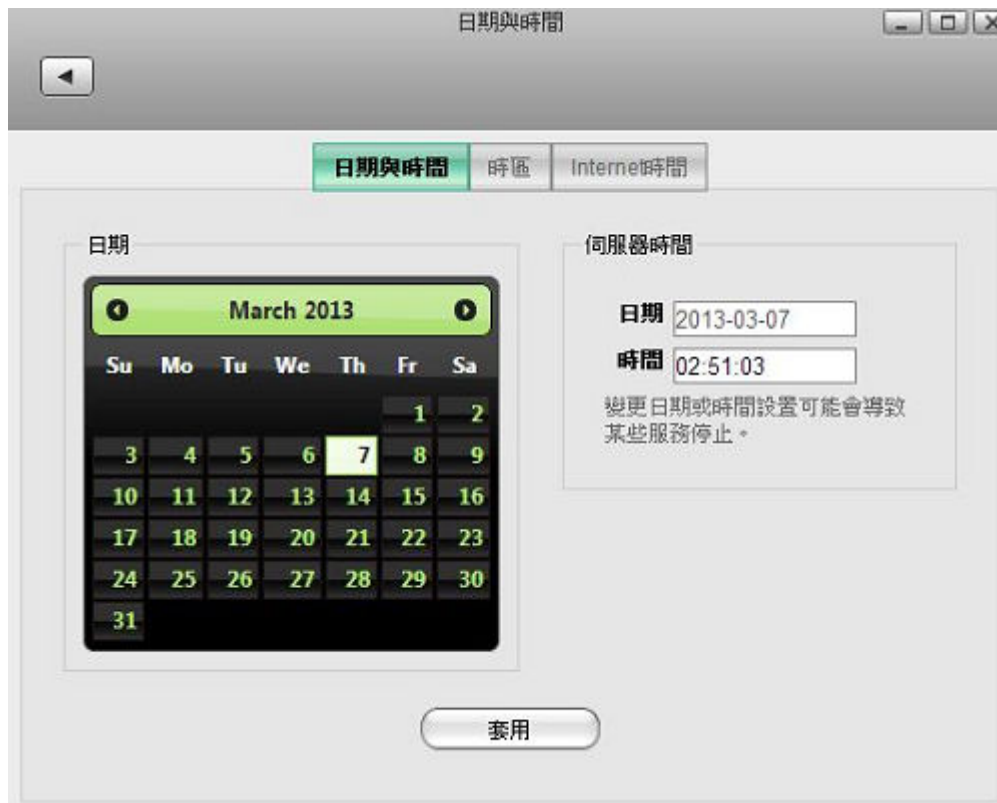 日期與時間
日期與時間 時區 Internet時間
日期
March 2013
Su Mo Tu We Th Fr Sa
1 2
3 4 5 6 7 8 9
10 11 12 13 14 15 16
17 18 19 20 21 22 23
24 25 26 27 28 29 30
31
伺服器時間
日期 2013-03-07
時間 02:51:03
變更日期或時間設置可能會導致
某些服務停止。
套用